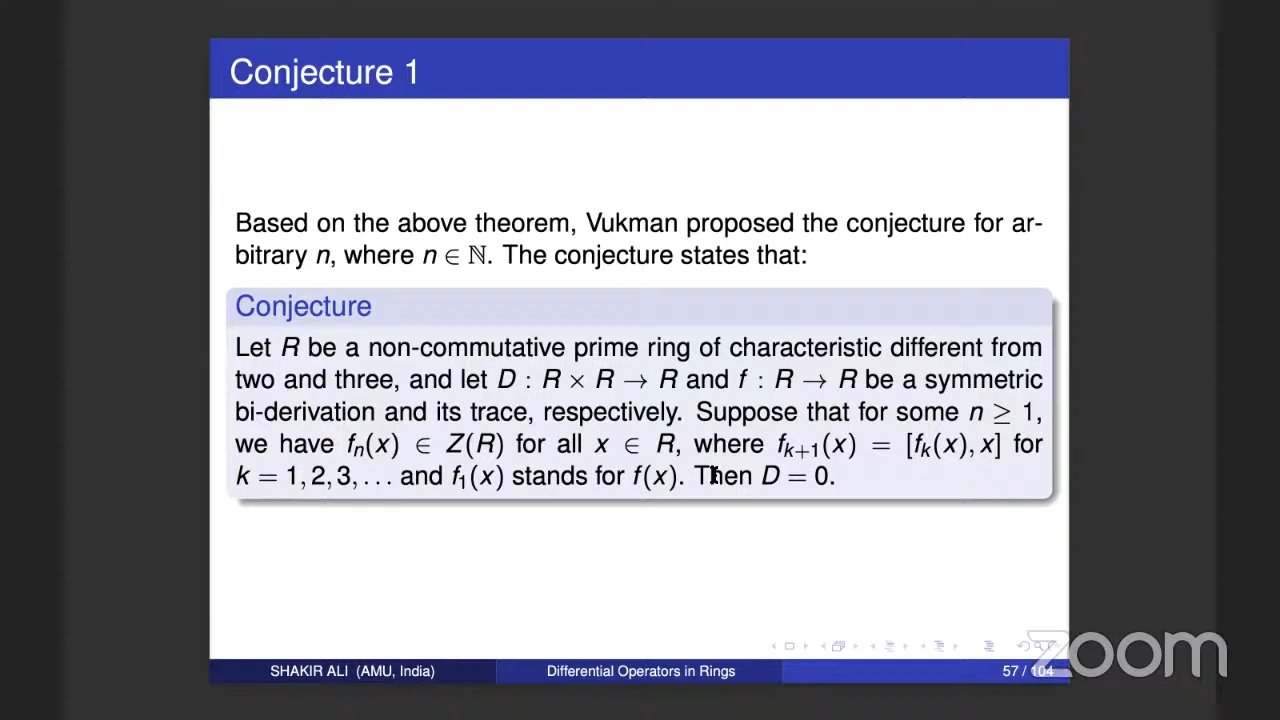 Conjecture 1
Based on the above theorem, Vukman proposed the conjecture for ar-
bitrary n, where n ∈ ℕ. The conjecture states that:
Conjecture
Let R be a non-commutative prime ring of characteristic different from
two and three, and let D : R × R → R and f : R → R be a symmetric
bi-derivation and its trace, respectively. Suppose that for some n ≥ 1,
we have fₙ(x) ∈ Z(R) for all x ∈ R, where fₖ₊₁(x) = [fₖ(x), x] for
k = 1, 2, 3, . . . and f₁(x) stands for f(x). Then D = 0.
SHAKIR ALI (AMU, India) Differential Operators in Rings 57 / 104
zoom